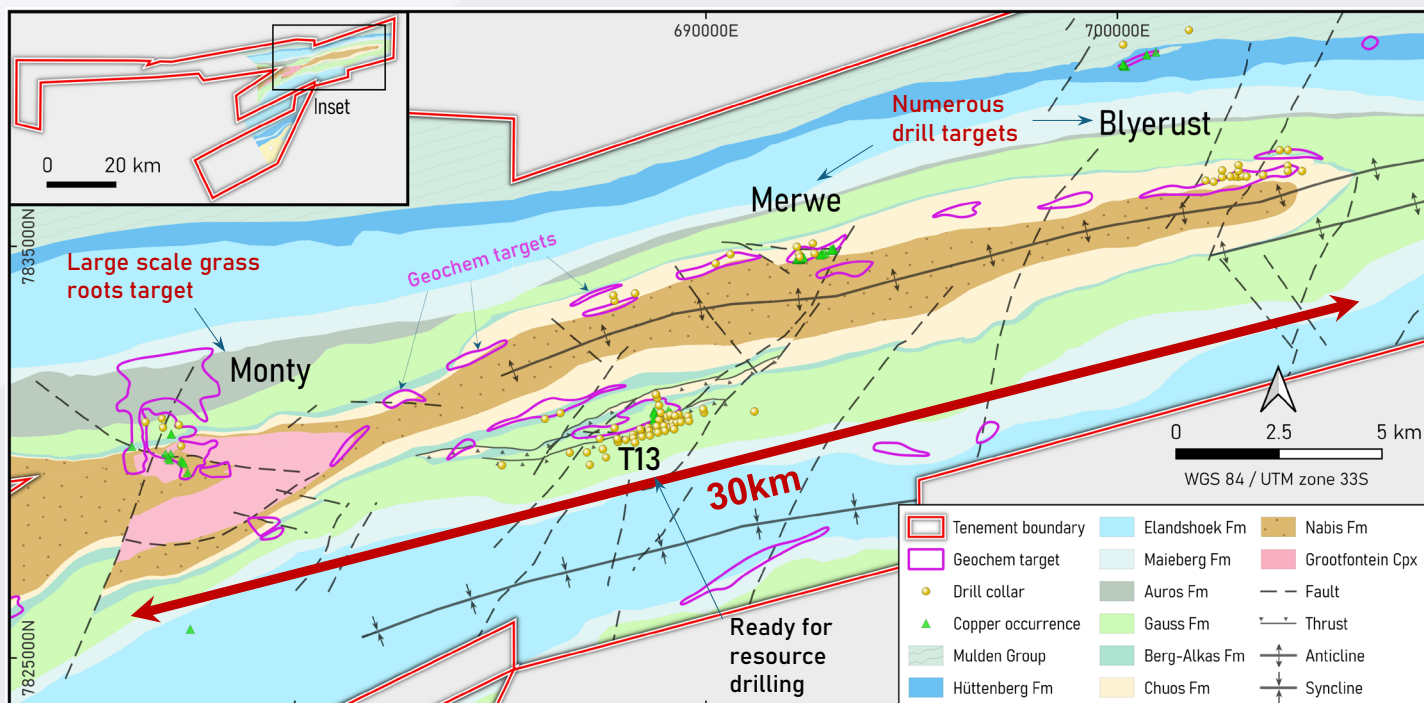 690000E
700000E
Inset
0
20 km
Numerous
drill targets
Blyerust
Merwe
7835000N
Large scale grass
roots target
Geochem targets
Monty
T13
30km
0
2.5
5 km
WGS 84 / UTM zone 33S
Ready for
resource
drilling
7825000N
Tenement boundary
Geochem target
Drill collar
Copper occurrence
Mulden Group
Hüttenberg Fm
Elandshoek Fm
Maieberg Fm
Auros Fm
Gauss Fm
Berg-Alkas Fm
Chuos Fm
Nabis Fm
Grootfontein Cpx
Fault
Thrust
Anticline
Syncline